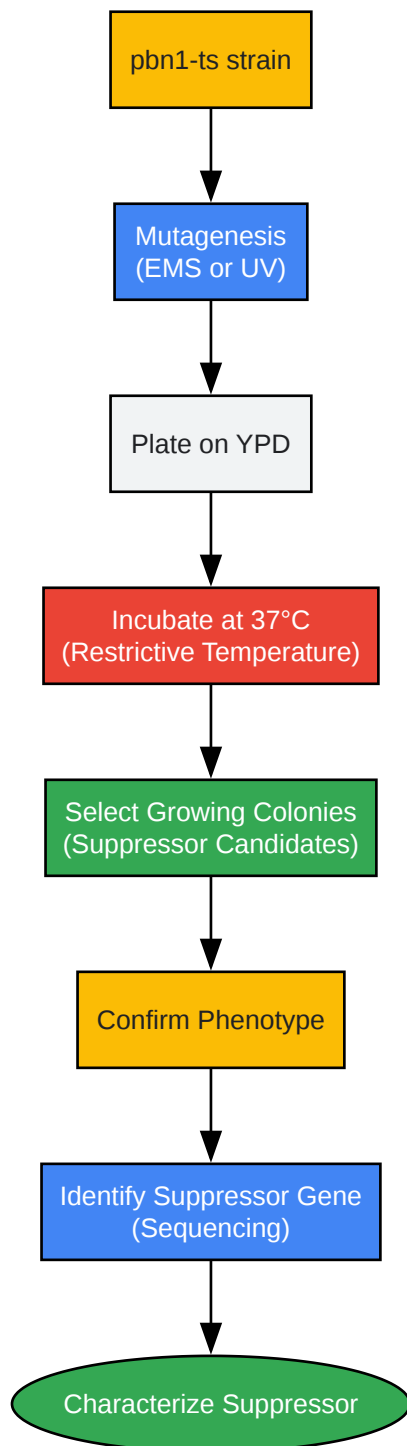 pbn1-ts strain
Mutagenesis
(EMS or UV)
Plate on YPD
Incubate at 37°C
(Restrictive Temperature)
Select Growing Colonies
(Suppressor Candidates)
Confirm Phenotype
Identify Suppressor Gene
(Sequencing)
Characterize Suppressor